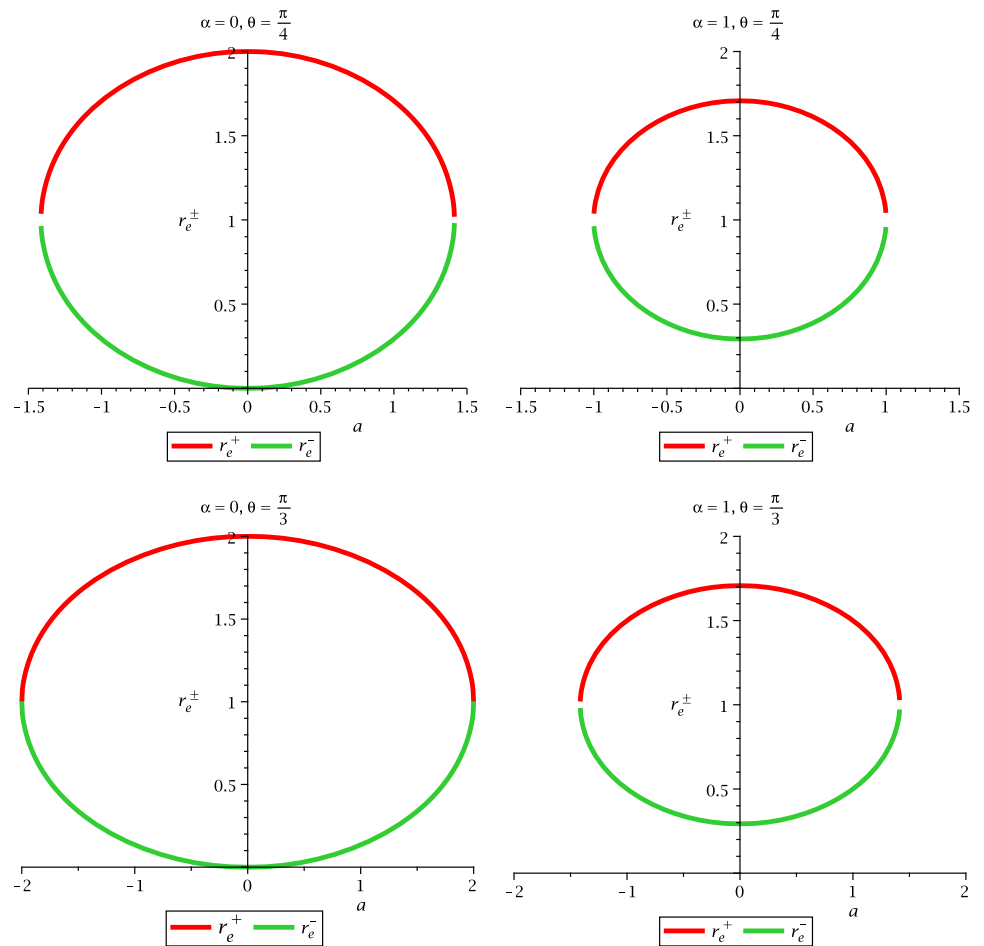 α = 0, θ = π/4
2
1.5
r_e^±
1
0.5
-1.5 -1 -0.5 0 0.5 1 1.5
a
r_e^+ r_e^-
α = 1, θ = π/4
2
1.5
r_e^±
1
0.5
-1.5 -1 -0.5 0 0.5 1 1.5
a
r_e^+ r_e^-
α = 0, θ = π/3
2
1.5
r_e^±
1
0.5
-2 -1 0 1 2
a
r_e^+ r_e^-
α = 1, θ = π/3
2
1.5
r_e^±
1
0.5
-2 -1 0 1 2
a
r_e^+ r_e^-